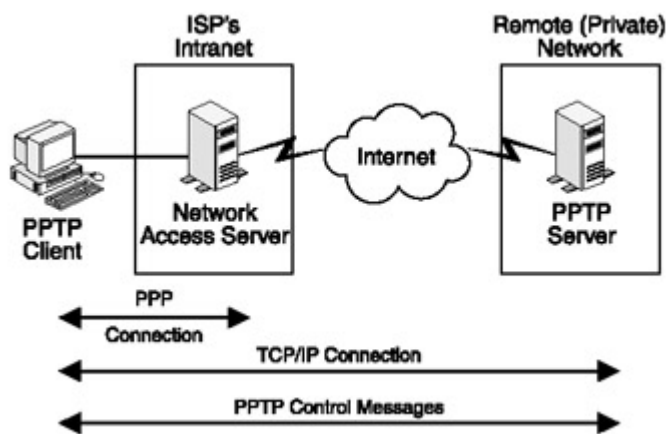 ISP's
Intranet
Remote (Private)
Network
Internet
PPTP
Client
Network
Access Server
PPTP
Server
PPP
Connection
TCP/IP Connection
PPTP Control Messages